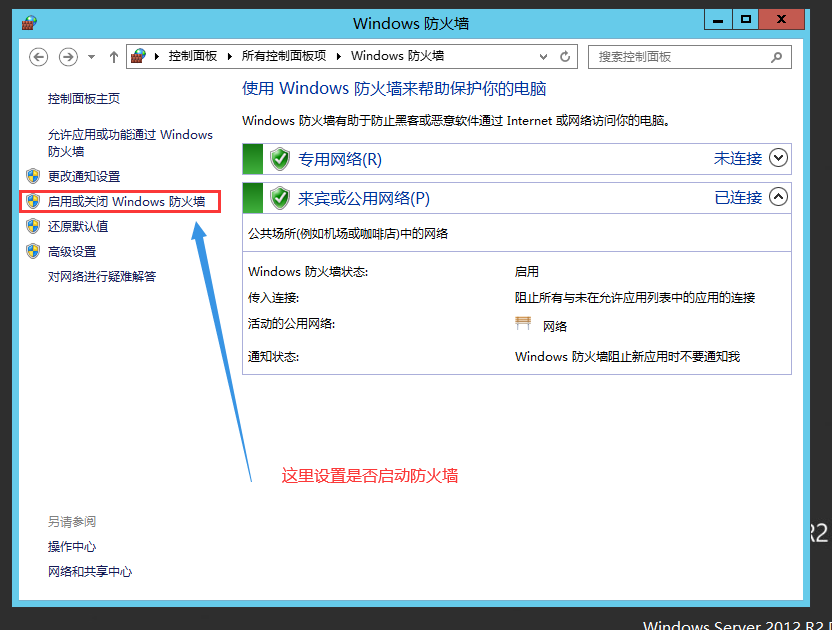 Windows 防火墙
控制面板 所有控制面板项 Windows 防火墙
搜索控制面板
控制面板主页
允许应用或功能通过 Windows
防火墙
更改通知设置
启用或关闭 Windows 防火墙
还原默认值
高级设置
对网络进行疑难解答
使用 Windows 防火墙来帮助保护你的电脑
Windows 防火墙有助于防止黑客或恶意软件通过 Internet 或网络访问你的电脑。
专用网络(R) 未连接
来宾或公用网络(P) 已连接
公共场所(例如机场或咖啡店)中的网络
Windows 防火墙状态: 启用
传入连接: 阻止所有与未在允许应用列表中的应用的连接
活动的公用网络: 网络
通知状态: Windows 防火墙阻止新应用时不要通知我
这里设置是否启动防火墙
另请参阅
操作中心
网络和共享中心
R2
Windows Server 2012 R2